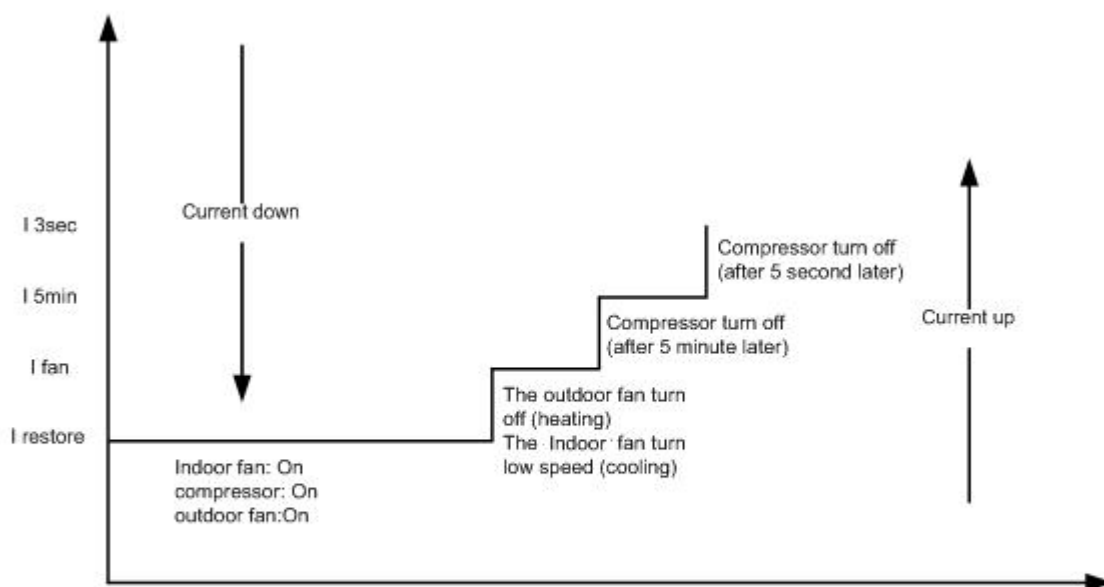 Current down
I 3sec
I 5min
I fan
I restore
Compressor turn off
(after 5 second later)
Compressor turn off
(after 5 minute later)
The outdoor fan turn
off (heating)
The Indoor fan turn
low speed (cooling)
Indoor fan: On
compressor: On
outdoor fan:On
Current up